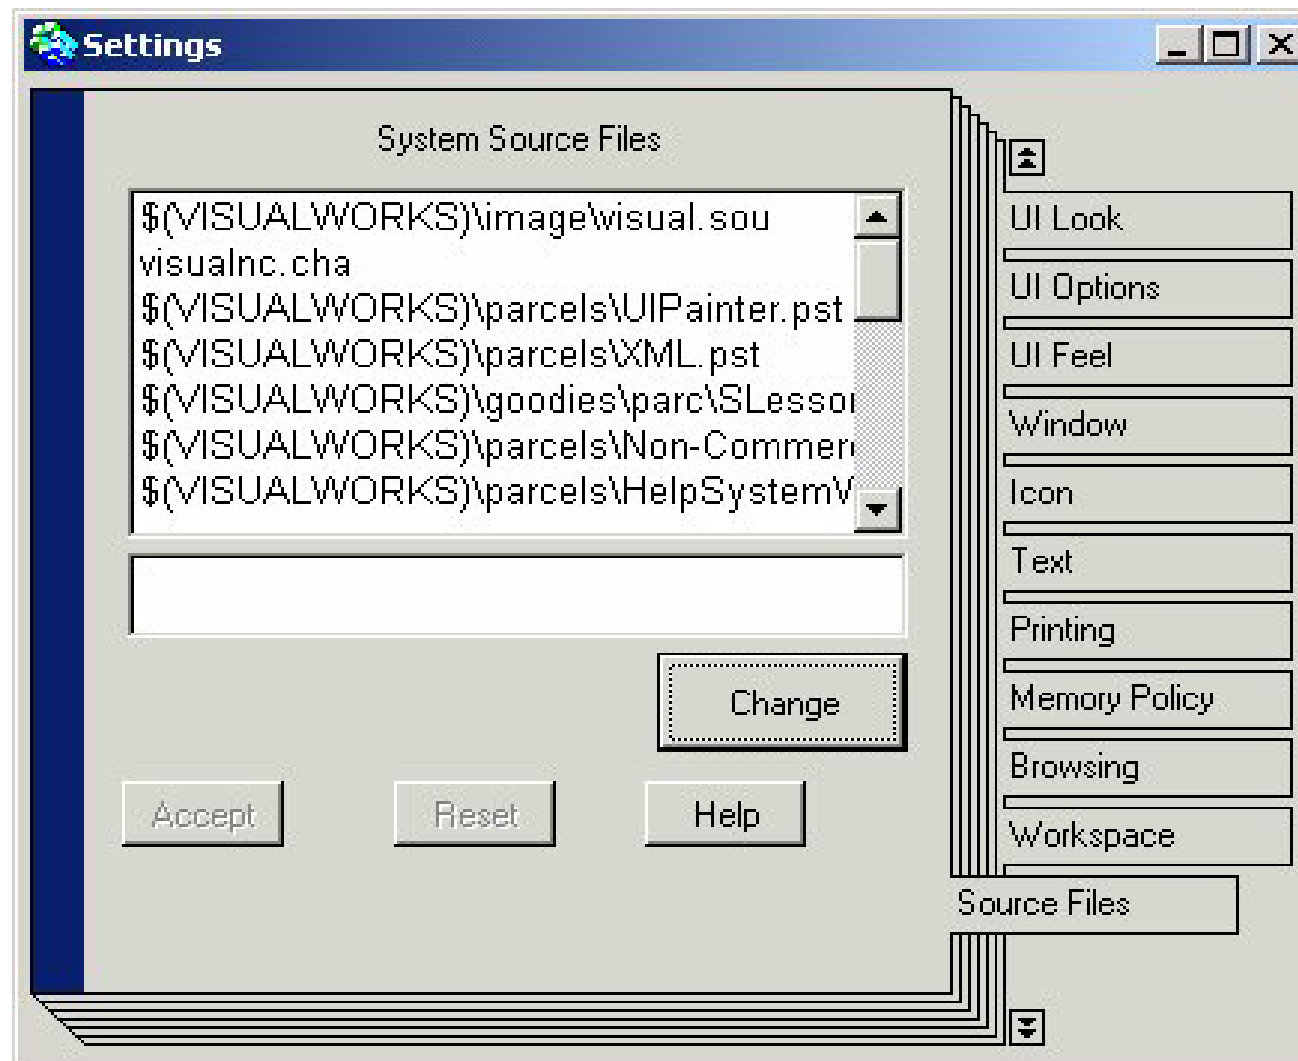 Settings
System Source Files
$(VISUALWORKS)\image\visual.sou
visualnc.cha
$(VISUALWORKS)\parcels\UIPainter.pst
$(VISUALWORKS)\parcels\XML.pst
$(VISUALWORKS)\goodies\parc\SLesson
$(VISUALWORKS)\parcels\Non-Commerc
$(VISUALWORKS)\parcels\HelpSystemV
Change
Accept
Reset
Help
UI Look
UI Options
UI Feel
Window
Icon
Text
Printing
Memory Policy
Browsing
Workspace
Source Files